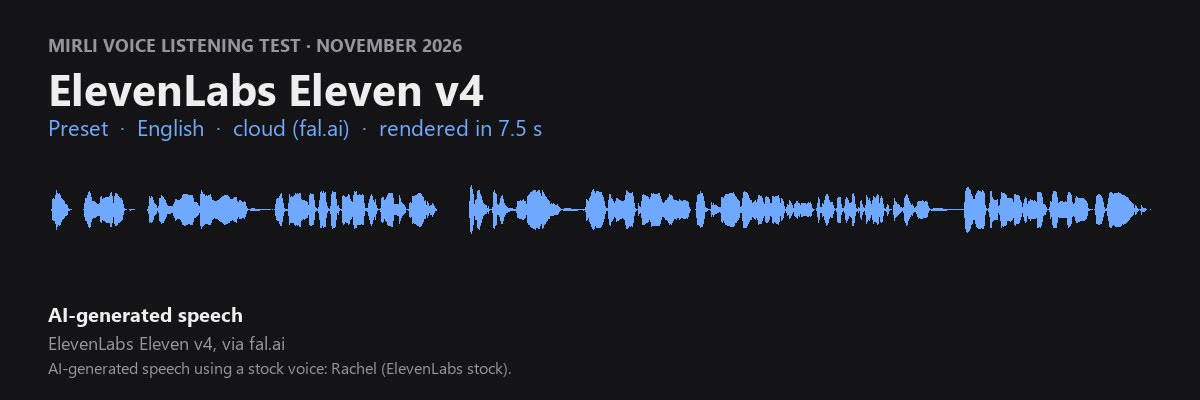 MIRLI VOICE LISTENING TEST · NOVEMBER 2026
ElevenLabs Eleven v4
Preset · English · cloud (fal.ai) · rendered in 7.5 s
AI-generated speech
ElevenLabs Eleven v4, via fal.ai
AI-generated speech using a stock voice: Rachel (ElevenLabs stock).